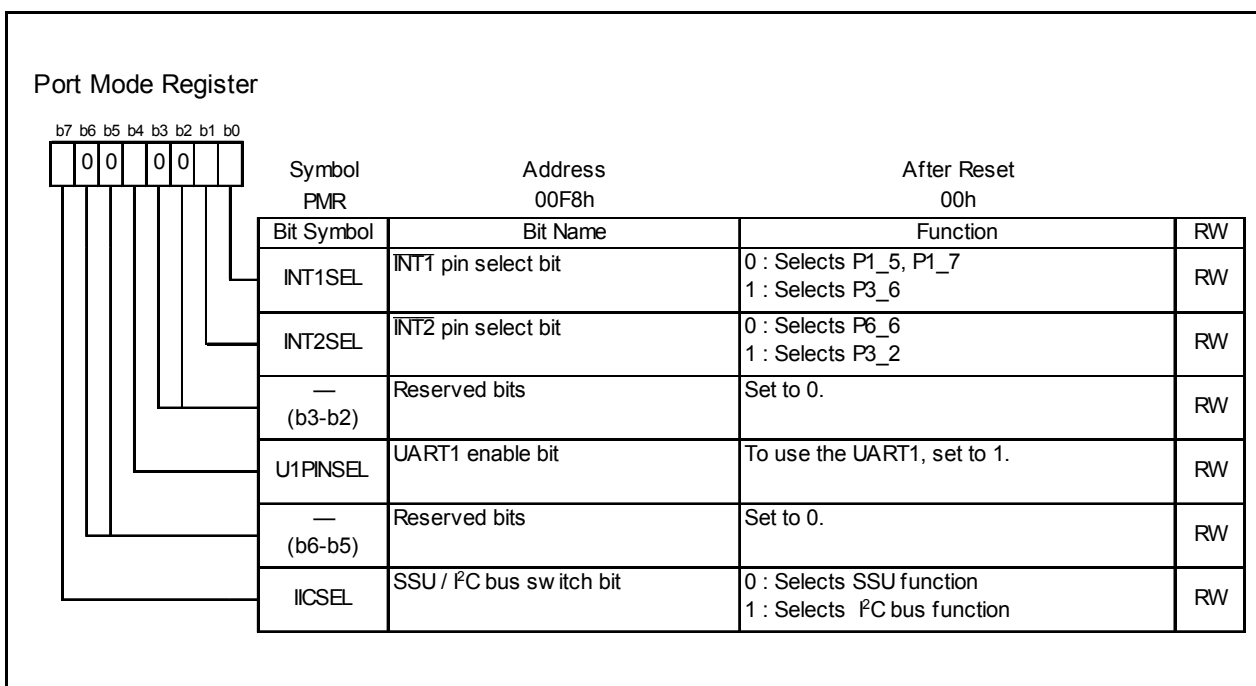 Port Mode Register
b7 b6 b5 b4 b3 b2 b1 b0
0 0 0 0
Symbol Address After Reset
PMR 00F8h 00h
Bit Symbol Bit Name Function RW
INT1SEL INT1 pin select bit 0 : Selects P1_5, P1_7 RW
1 : Selects P3_6
INT2SEL INT2 pin select bit 0 : Selects P6_6 RW
1 : Selects P3_2
— Reserved bits Set to 0. RW
(b3-b2)
U1PINSEL UART1 enable bit To use the UART1, set to 1. RW
— Reserved bits Set to 0. RW
(b6-b5)
IICSEL SSU / I²C bus switch bit 0 : Selects SSU function RW
1 : Selects I²C bus function